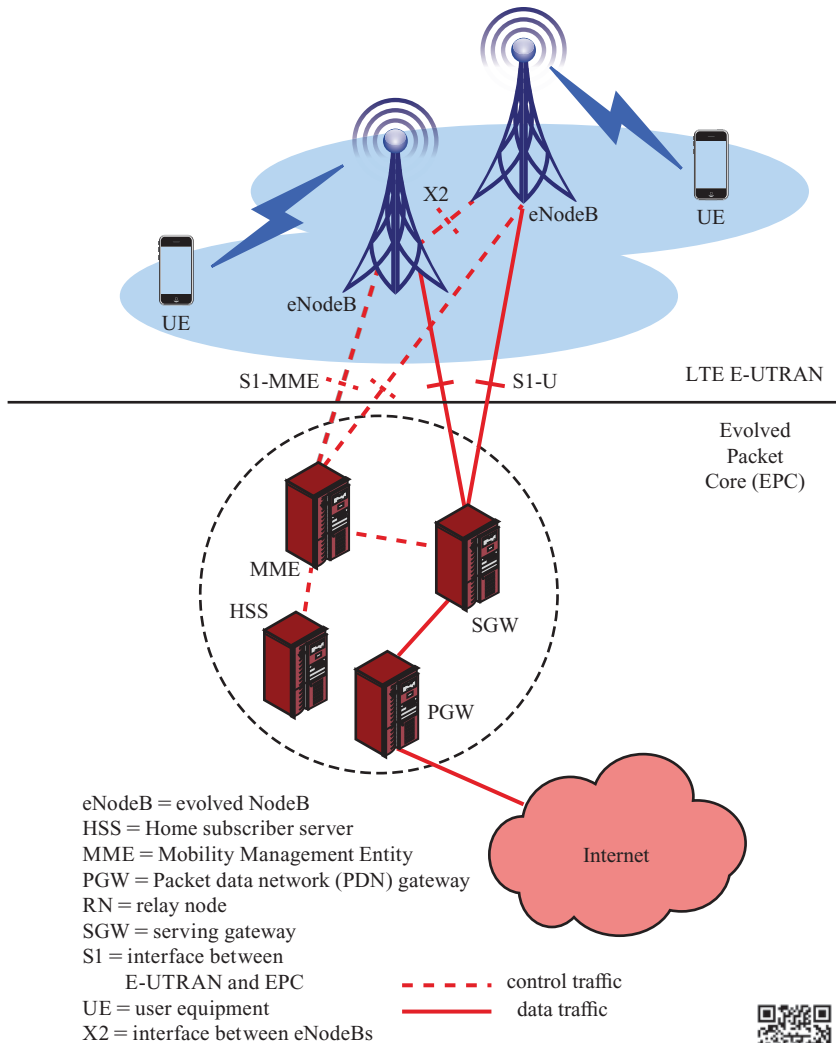 X2
eNodeB
UE
UE
eNodeB
S1-MME
S1-U
LTE E-UTRAN
Evolved
Packet
Core (EPC)
MME
HSS
SGW
PGW
Internet
eNodeB = evolved NodeB
HSS = Home subscriber server
MME = Mobility Management Entity
PGW = Packet data network (PDN) gateway
RN = relay node
SGW = serving gateway
S1 = interface between
E-UTRAN and EPC
UE = user equipment
X2 = interface between eNodeBs
control traffic
data traffic